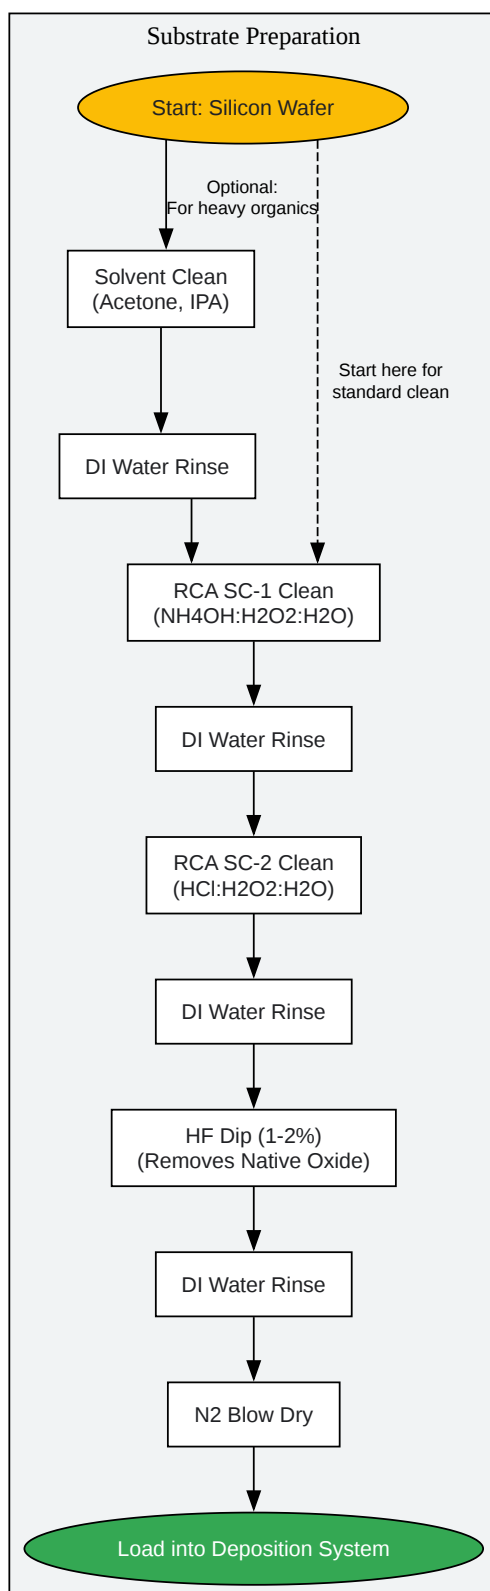 Substrate Preparation
Start: Silicon Wafer
Optional:
For heavy organics
Solvent Clean
(Acetone, IPA)
Start here for
standard clean
DI Water Rinse
RCA SC-1 Clean
(NH4OH:H2O2:H2O)
DI Water Rinse
RCA SC-2 Clean
(HCl:H2O2:H2O)
DI Water Rinse
HF Dip (1-2%)
(Removes Native Oxide)
DI Water Rinse
N2 Blow Dry
Load into Deposition System